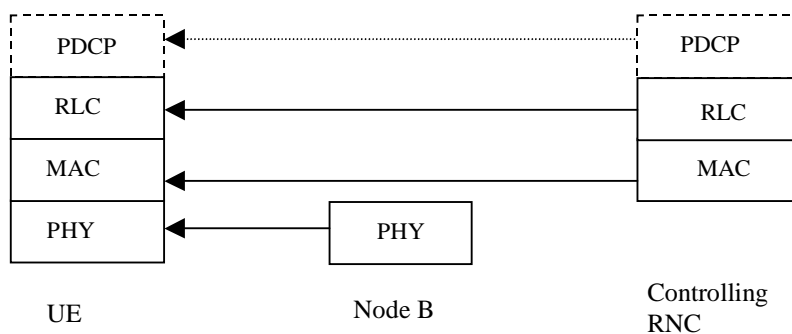 PDCP
PDCP
RLC
RLC
MAC
MAC
PHY
PHY
UE
Node B
Controlling
RNC